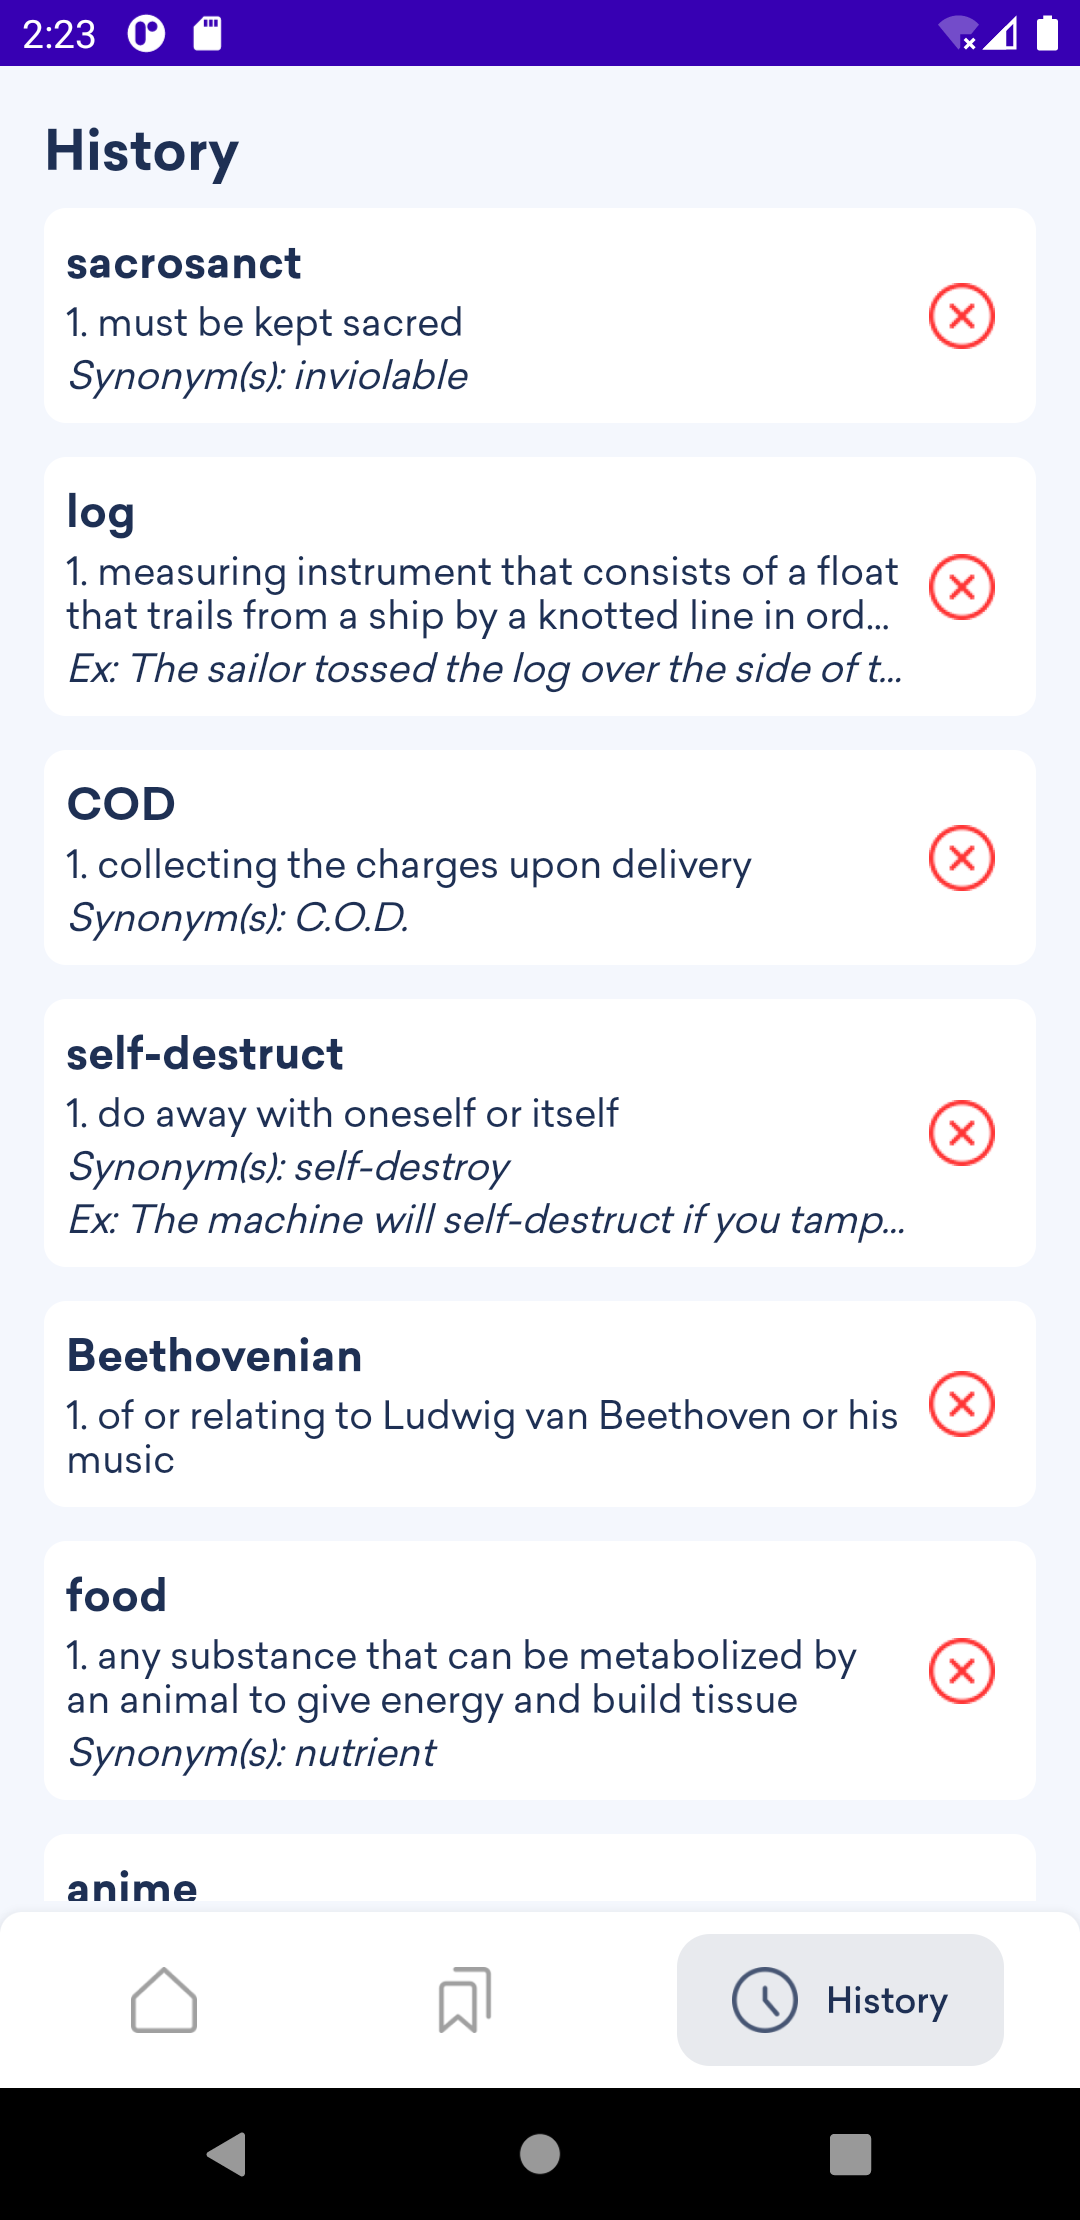 2:23
History
sacrosanct
1. must be kept sacred
Synonym(s): inviolable
log
1. measuring instrument that consists of a float
that trails from a ship by a knotted line in ord...
Ex: The sailor tossed the log over the side of t...
COD
1. collecting the charges upon delivery
Synonym(s): C.O.D.
self-destruct
1. do away with oneself or itself
Synonym(s): self-destroy
Ex: The machine will self-destruct if you tamp...
Beethovenian
1. of or relating to Ludwig van Beethoven or his
music
food
1. any substance that can be metabolized by
an animal to give energy and build tissue
Synonym(s): nutrient
anime
History